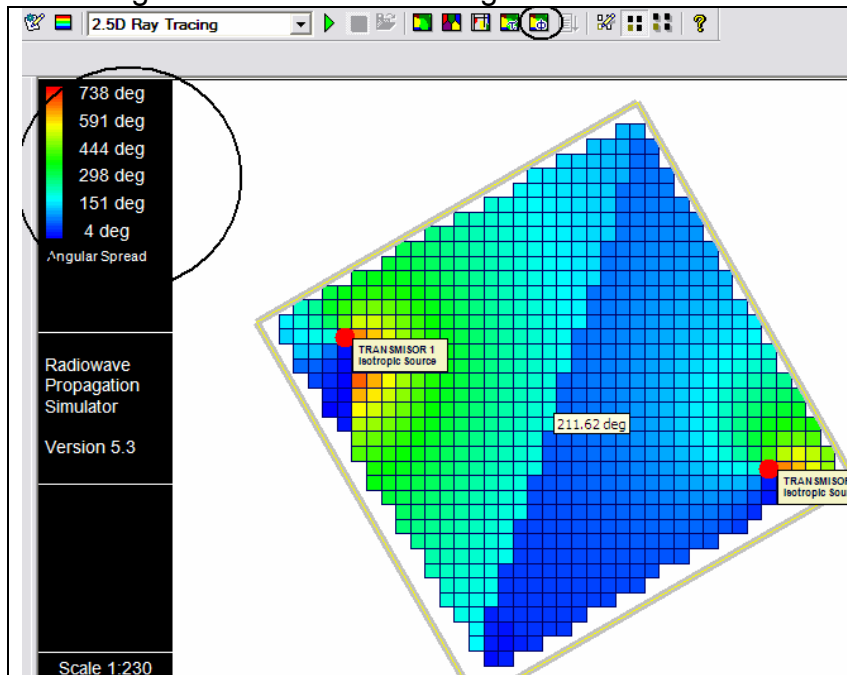 2.5D Ray Tracing
738 deg
591 deg
444 deg
298 deg
151 deg
4 deg
Angular Spread
Radiowave
Propagation
Simulator
Version 5.3
Scale 1:230
TRANSMISOR 1
Isotropic Source
211.62 deg
TRANSMISOR
Isotropic Sou